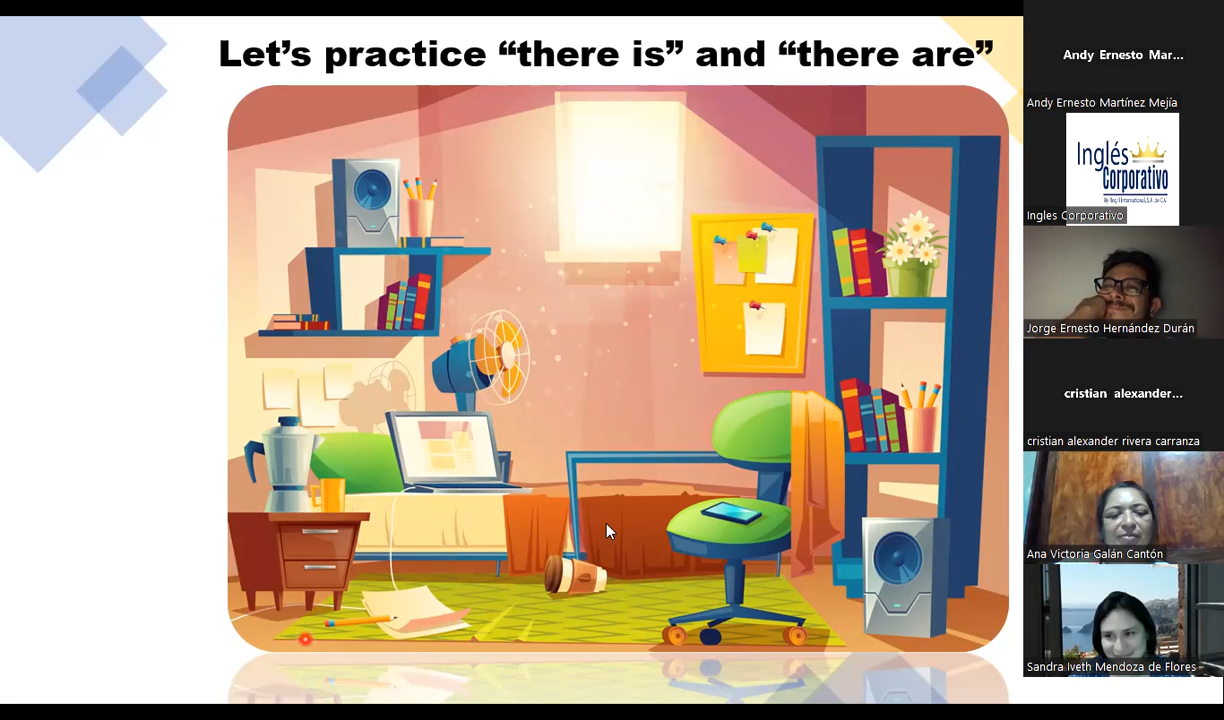 Let's practice “there is” and “there are”
Andy Ernesto Mar...
Andy Ernesto Martínez Mejía
Inglés
Corporativo
Ingles Corporativo
Jorge Ernesto Hernández Durán
cristian alexander...
cristian alexander rivera carranza
Ana Victoria Galán Cantón
Sandra Iveth Mendoza de Flores